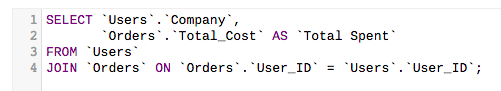 1 SELECT `Users`.`Company`,
2        `Orders`.`Total_Cost` AS `Total Spent`
3 FROM `Users`
4 JOIN `Orders` ON `Orders`.`User_ID` = `Users`.`User_ID`;